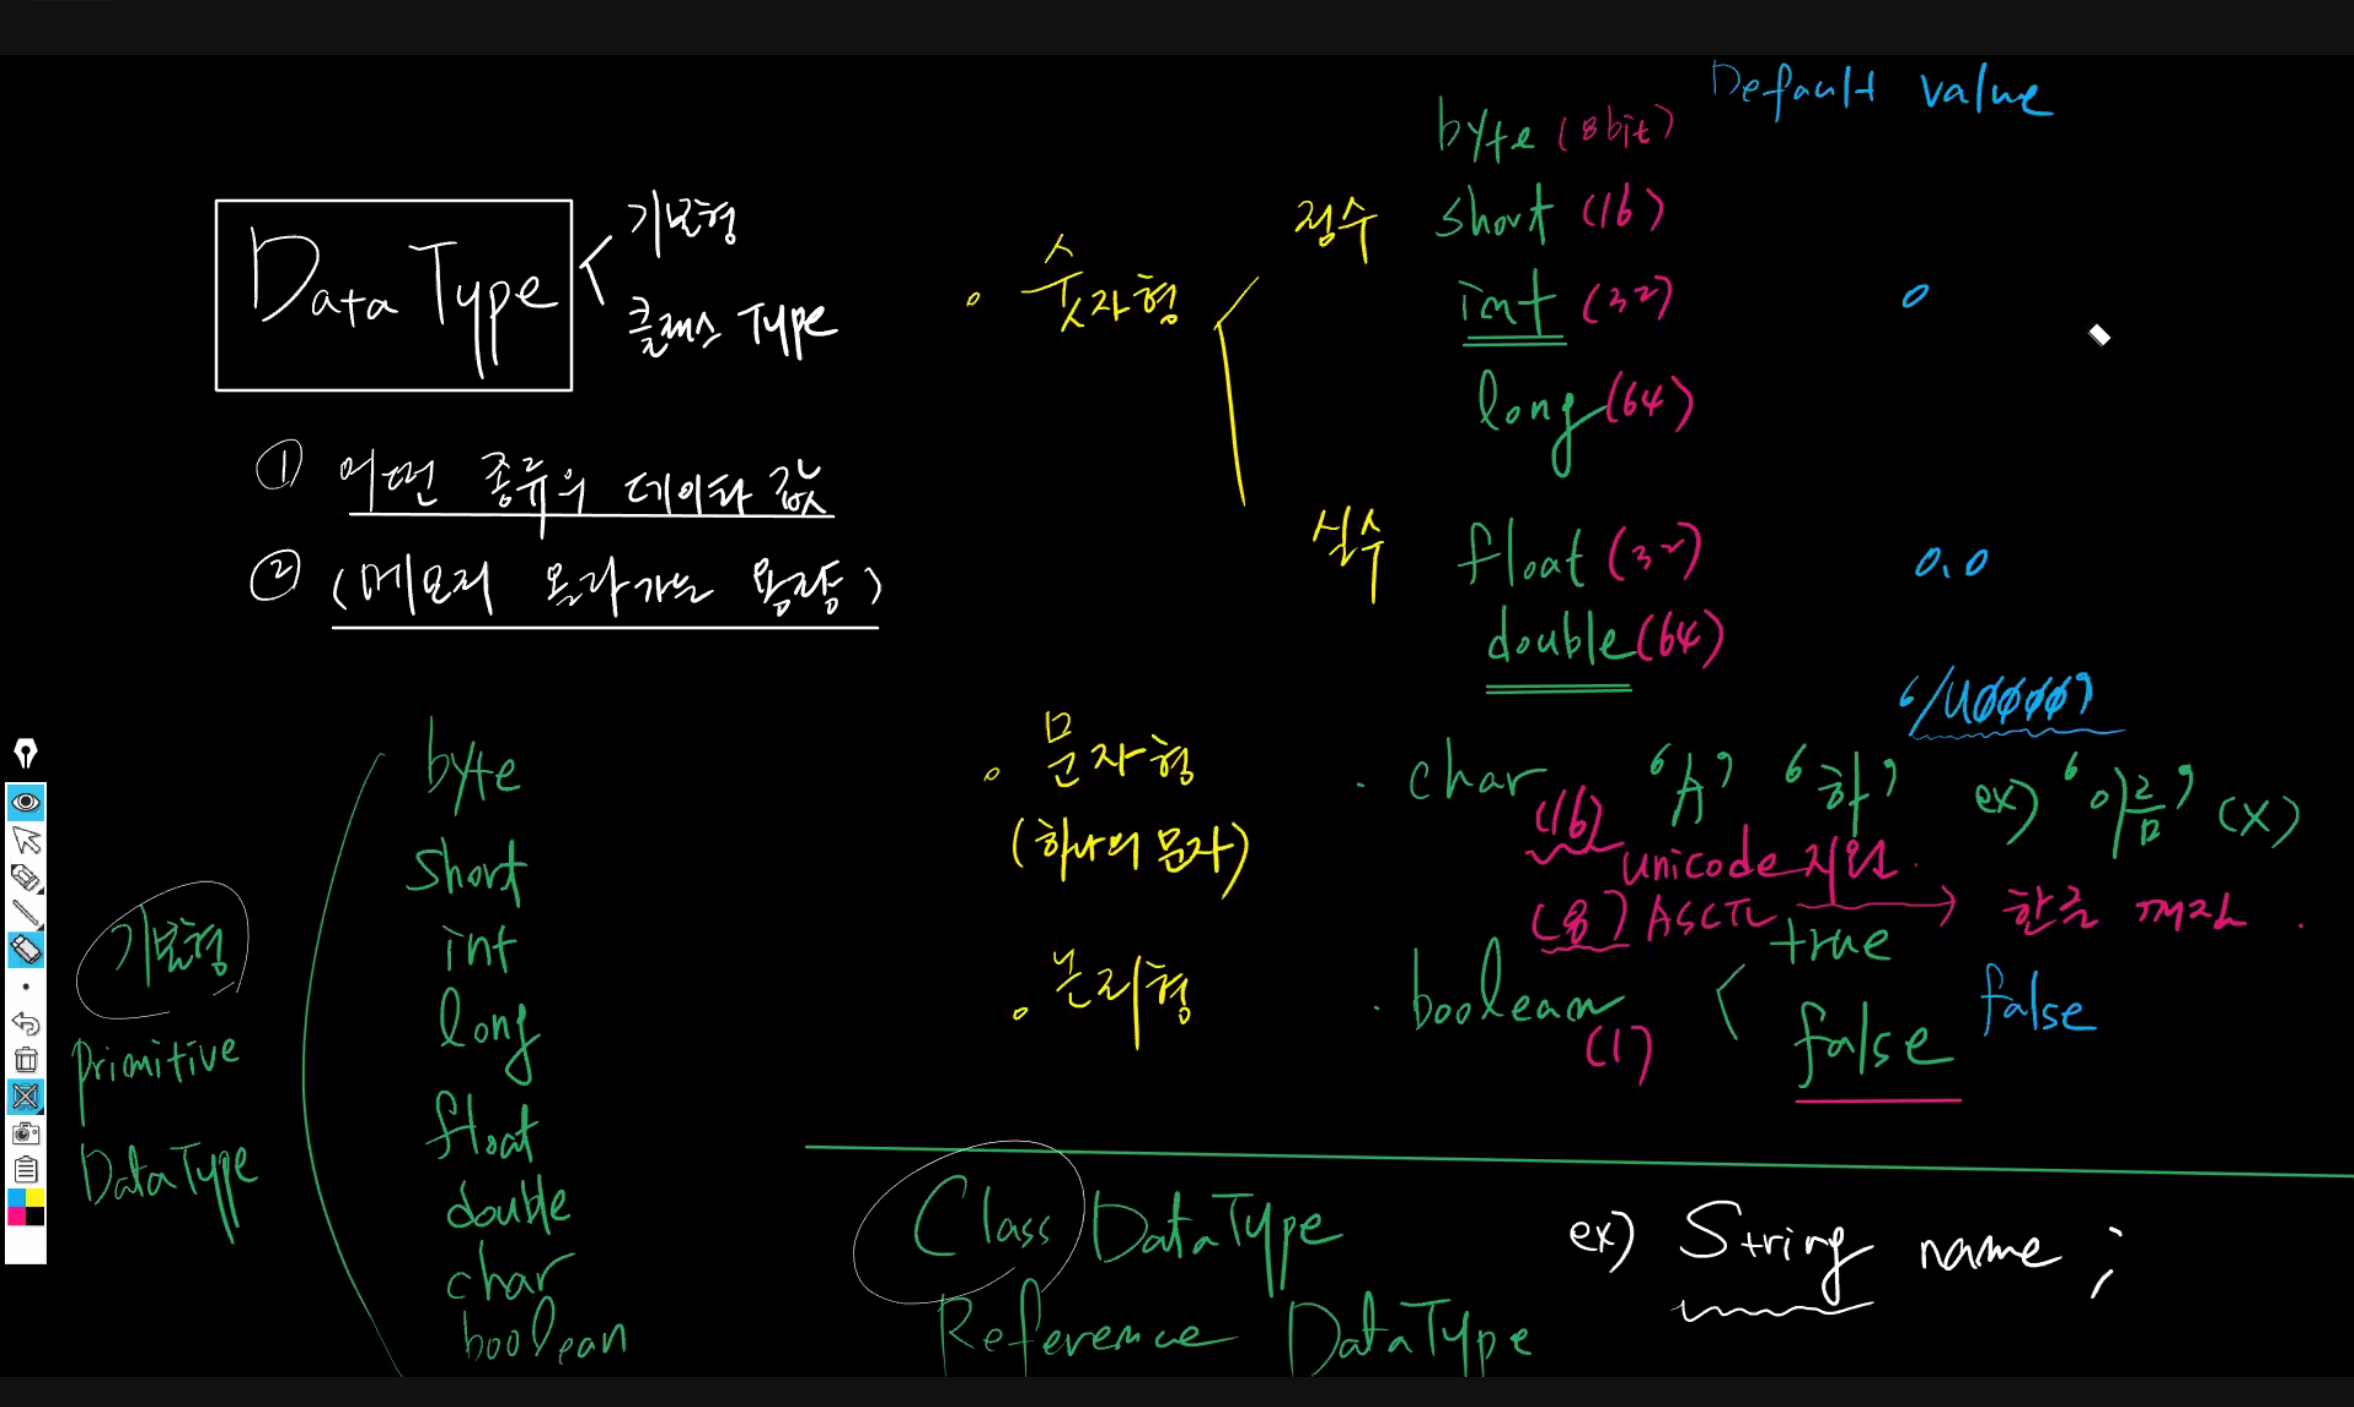 Default value
byte (8bit)
short (16)
int (32)
0
long (64)
float (32)
0.0
double (64)
Data Type
기본형
클래스 Type
① 어떤 종류의 데이타 값
② (메모리 올라가는 용량)
숫자형
정수
실수
문자형
(하나의 문자)
논리형
'/u0000'
char 'A' '하' ex) '이름' (x)
(16) unicode 지원.
(8) ASCII → 한글 깨짐.
boolean
(1)
true
false
false
기본형
primitive
DataType
byte
short
int
long
float
double
char
boolean
Class DataType
Reference DataType
ex) String name;